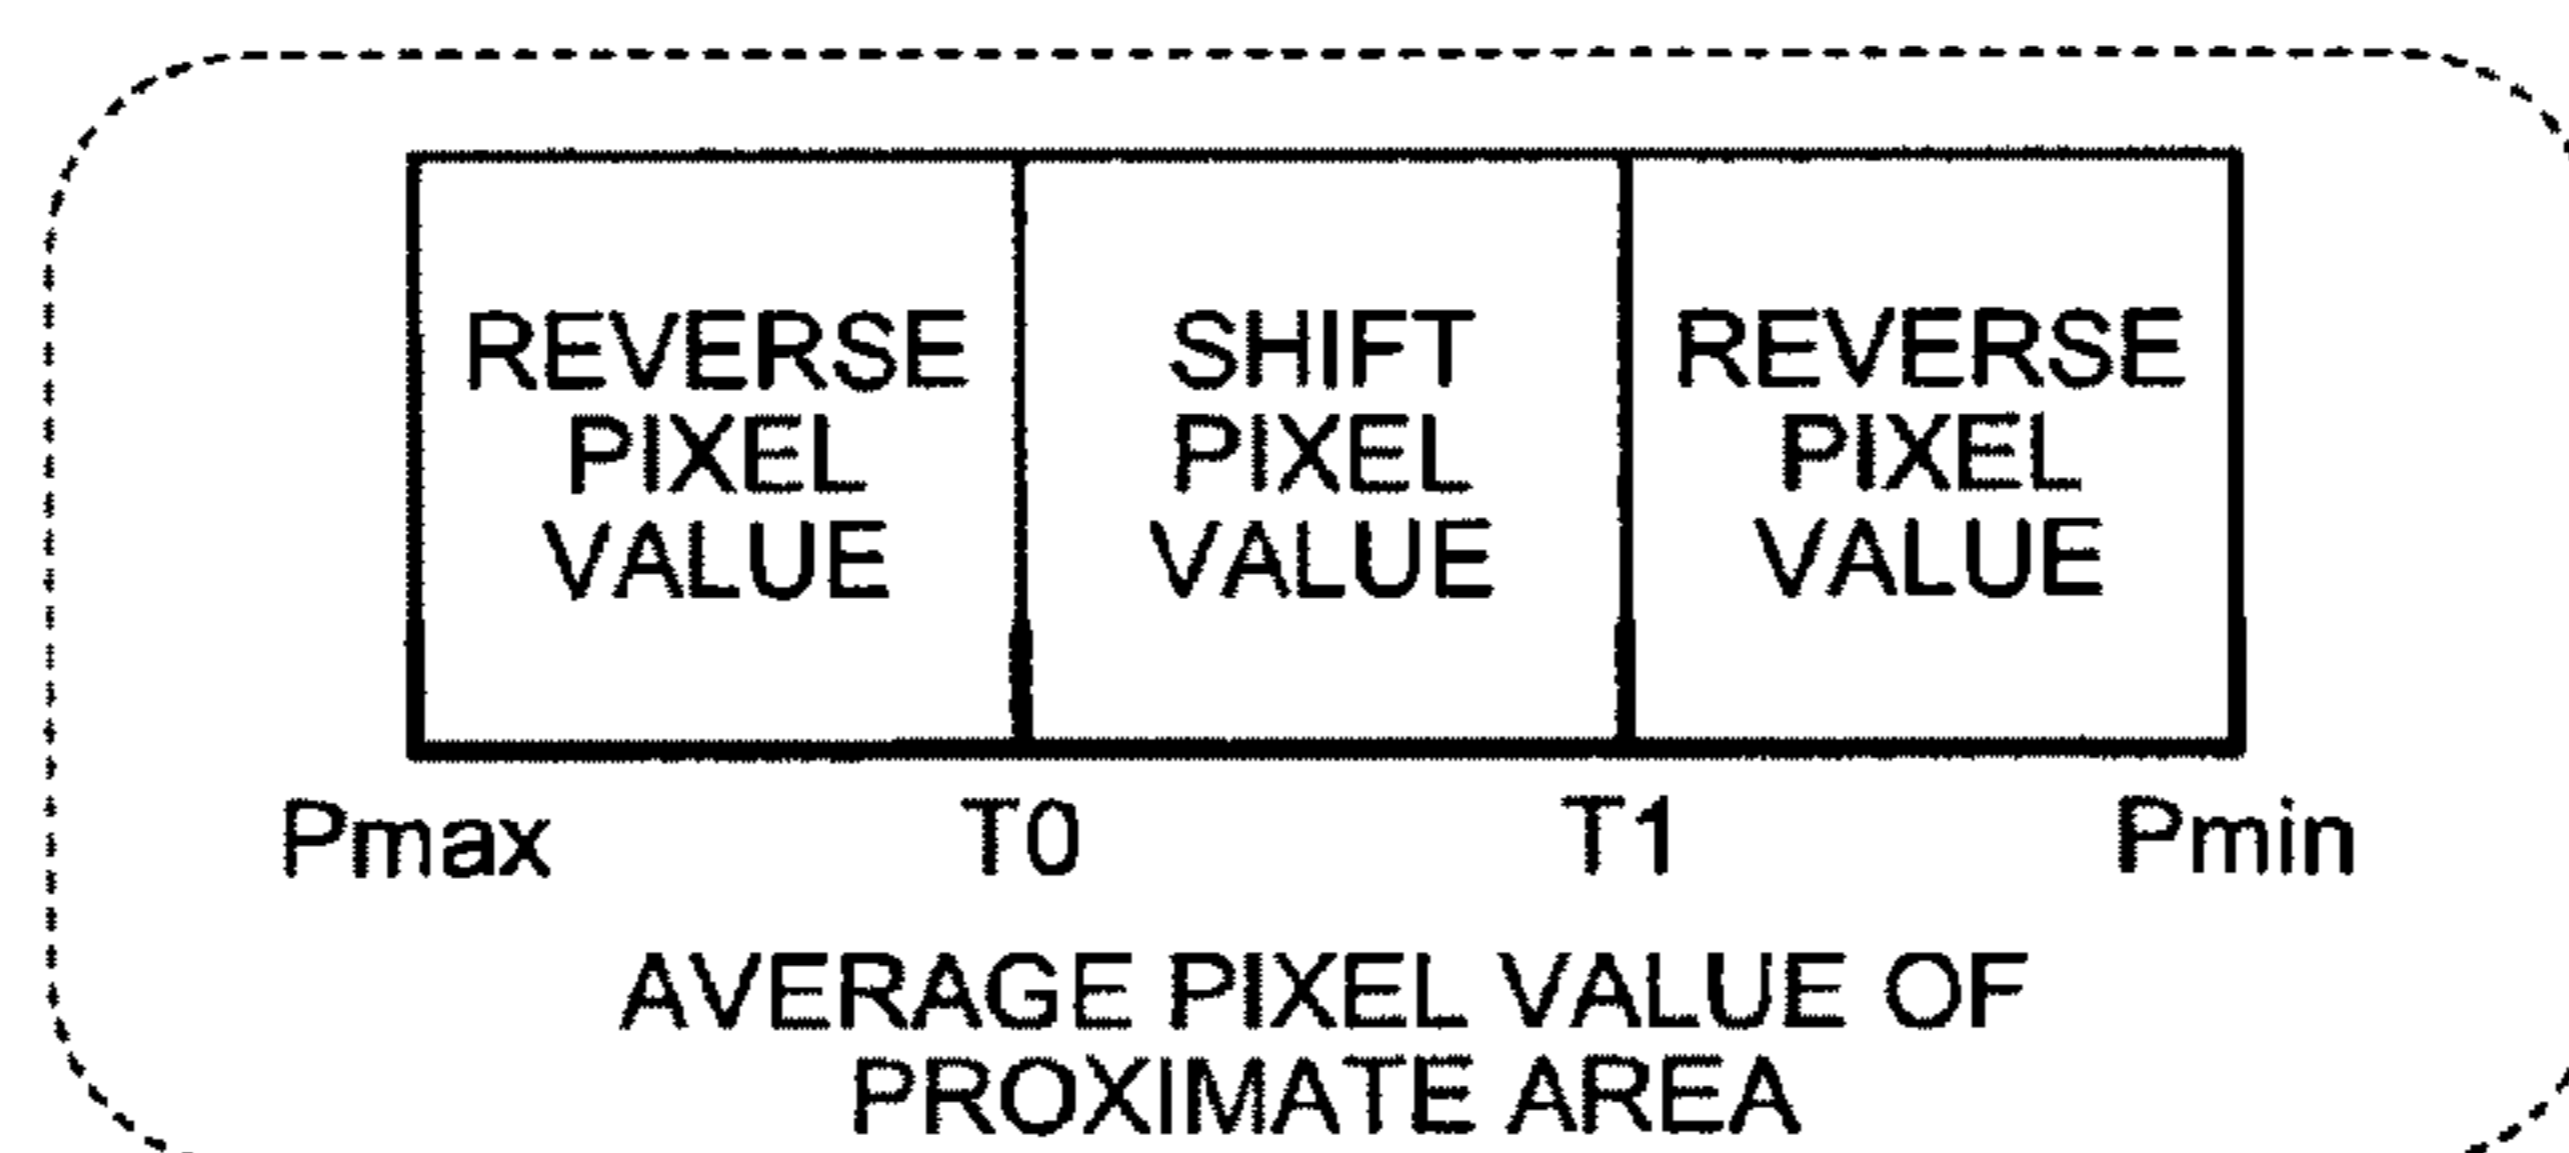 REVERSE PIXEL VALUE
SHIFT PIXEL VALUE
REVERSE PIXEL VALUE
Pmax T0 T1 Pmin
AVERAGE PIXEL VALUE OF
PROXIMATE AREA